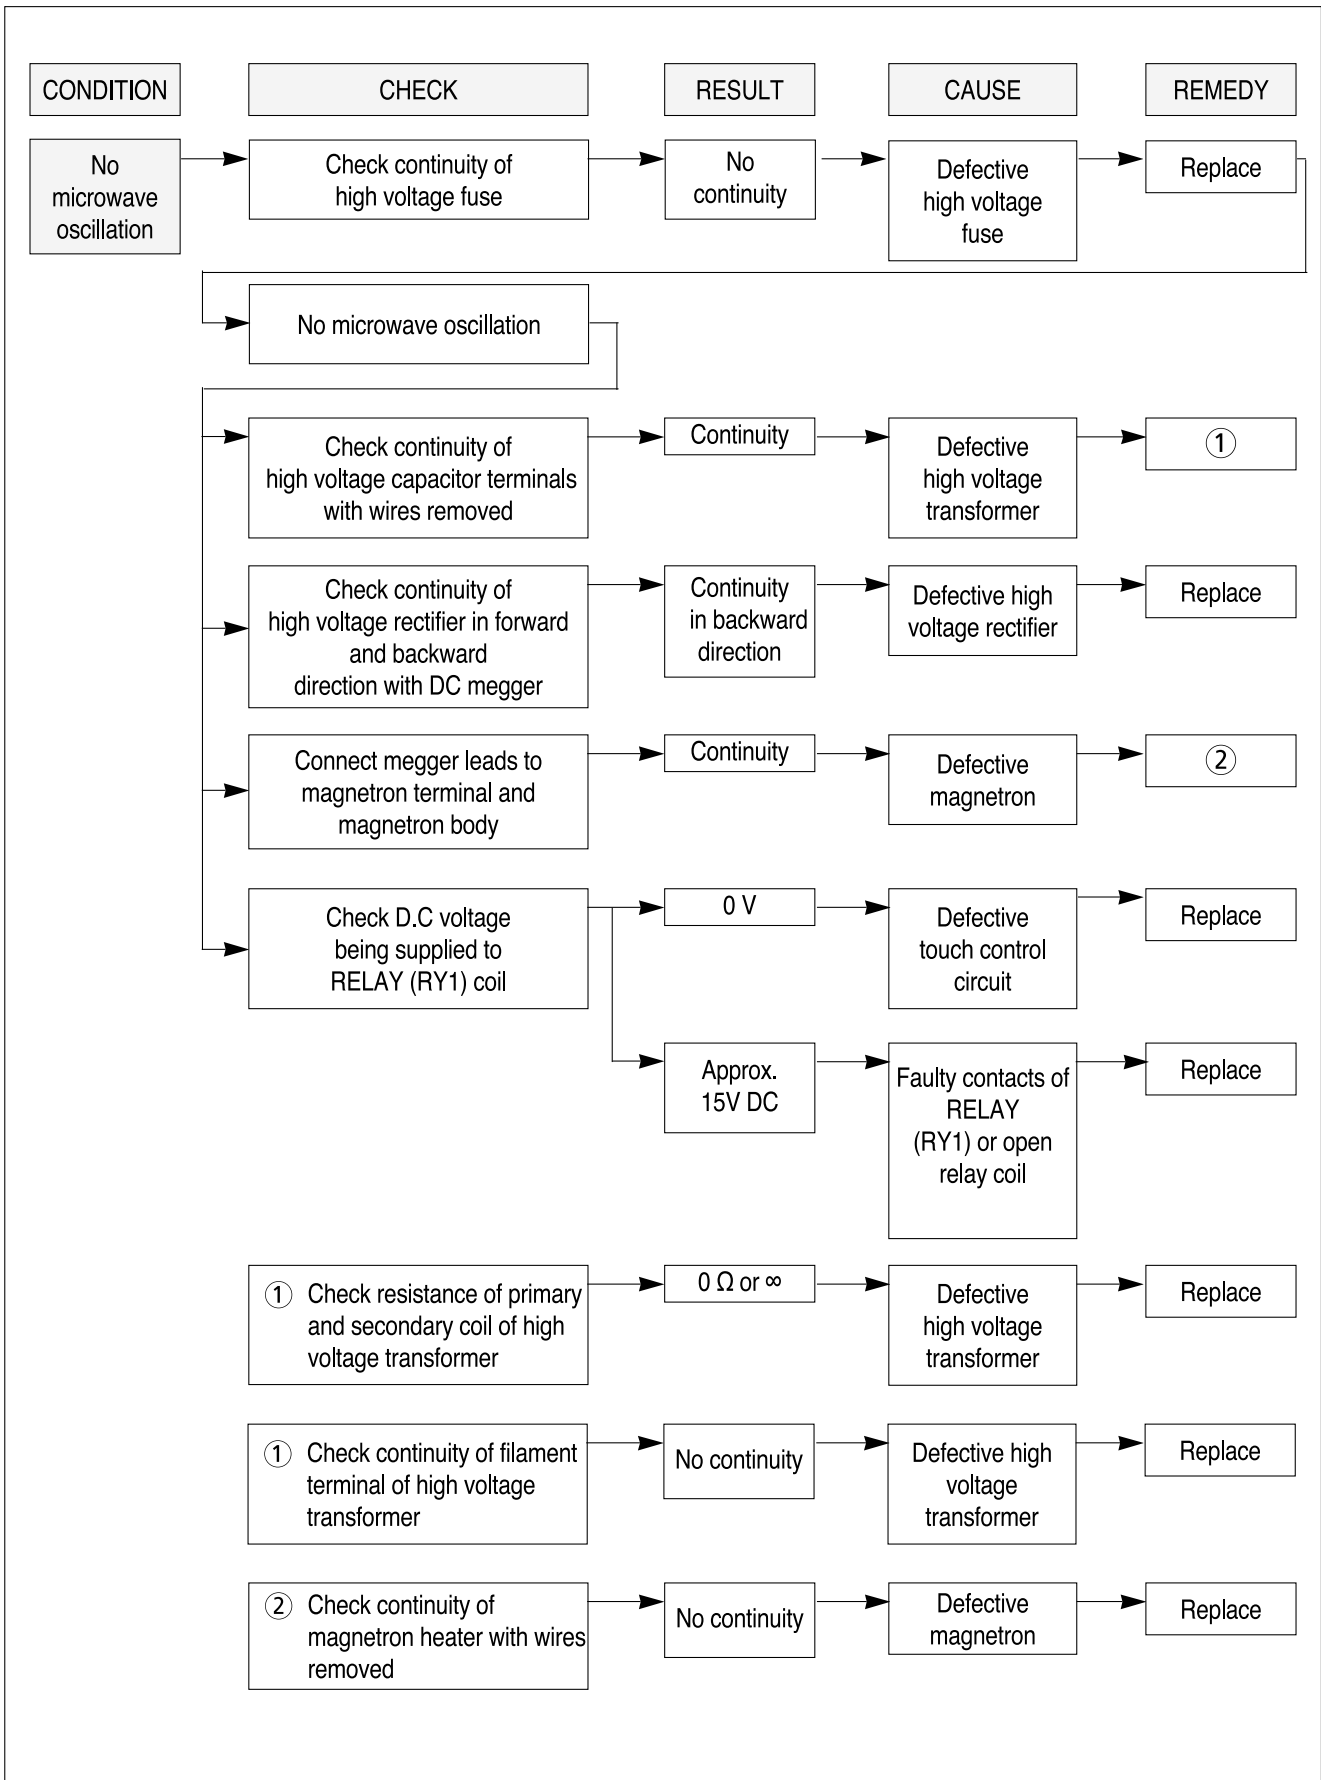 CONDITION
CHECK
RESULT
CAUSE
REMEDY
No
microwave
oscillation
Check continuity of
high voltage fuse
No
continuity
Defective
high voltage
fuse
Replace
No microwave oscillation
Check continuity of
high voltage capacitor terminals
with wires removed
Continuity
Defective
high voltage
transformer
①
Check continuity of
high voltage rectifier in forward
and backward
direction with DC megger
Continuity
in backward
direction
Defective high
voltage rectifier
Replace
Connect megger leads to
magnetron terminal and
magnetron body
Continuity
Defective
magnetron
②
Check D.C voltage
being supplied to
RELAY (RY1) coil
0 V
Defective
touch control
circuit
Replace
Approx.
15V DC
Faulty contacts of
RELAY
(RY1) or open
relay coil
Replace
① Check resistance of primary
and secondary coil of high
voltage transformer
0 Ω or ∞
Defective
high voltage
transformer
Replace
① Check continuity of filament
terminal of high voltage
transformer
No continuity
Defective high
voltage
transformer
Replace
② Check continuity of
magnetron heater with wires
removed
No continuity
Defective
magnetron
Replace